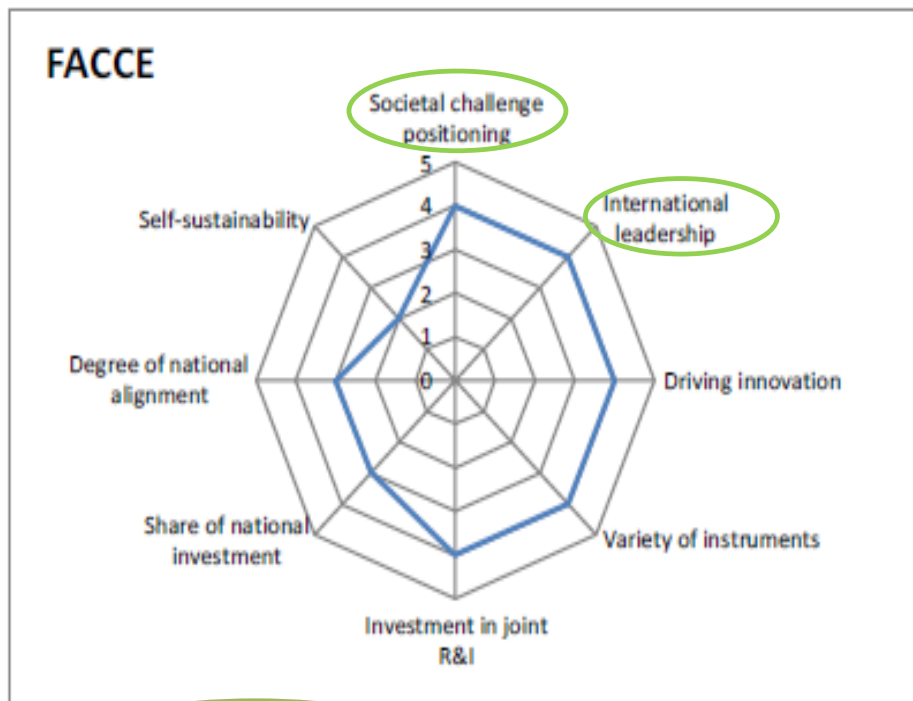 FACCE
Societal challenge
positioning
5
4
3
2
1
0
International
leadership
Self-sustainability
Degree of national
alignment
Driving innovation
Share of national
investment
Variety of instruments
Investment in joint
R&I